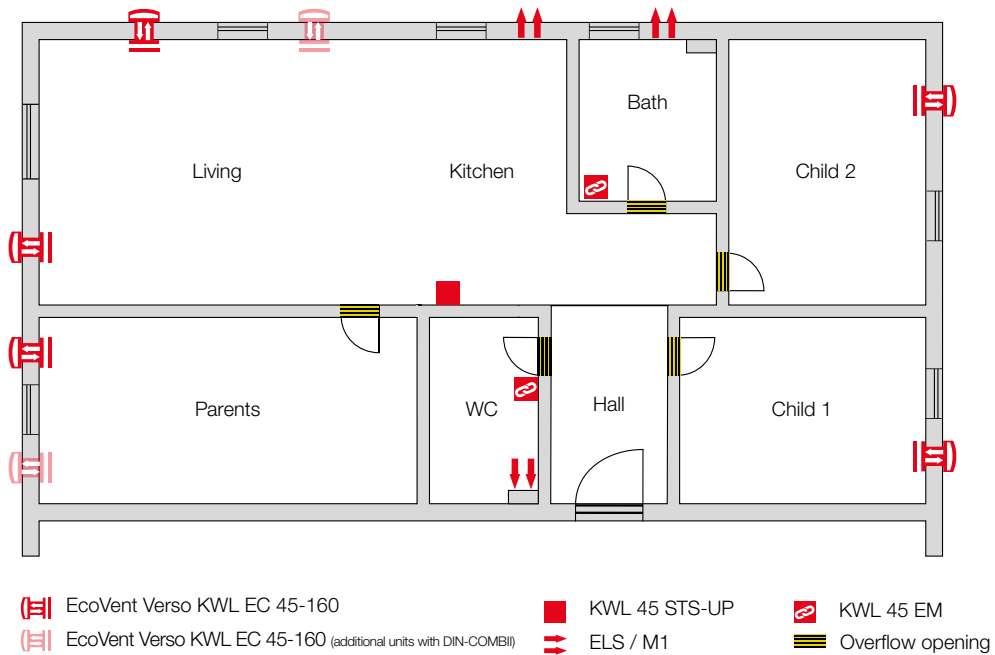 Bath
Living
Kitchen
Child 2
Parents
WC
Hall
Child 1
EcoVent Verso KWL EC 45-160
KWL 45 STS-UP
KWL 45 EM
EcoVent Verso KWL EC 45-160 (additional units with DIN-COMBII)
ELS / M1
Overflow opening